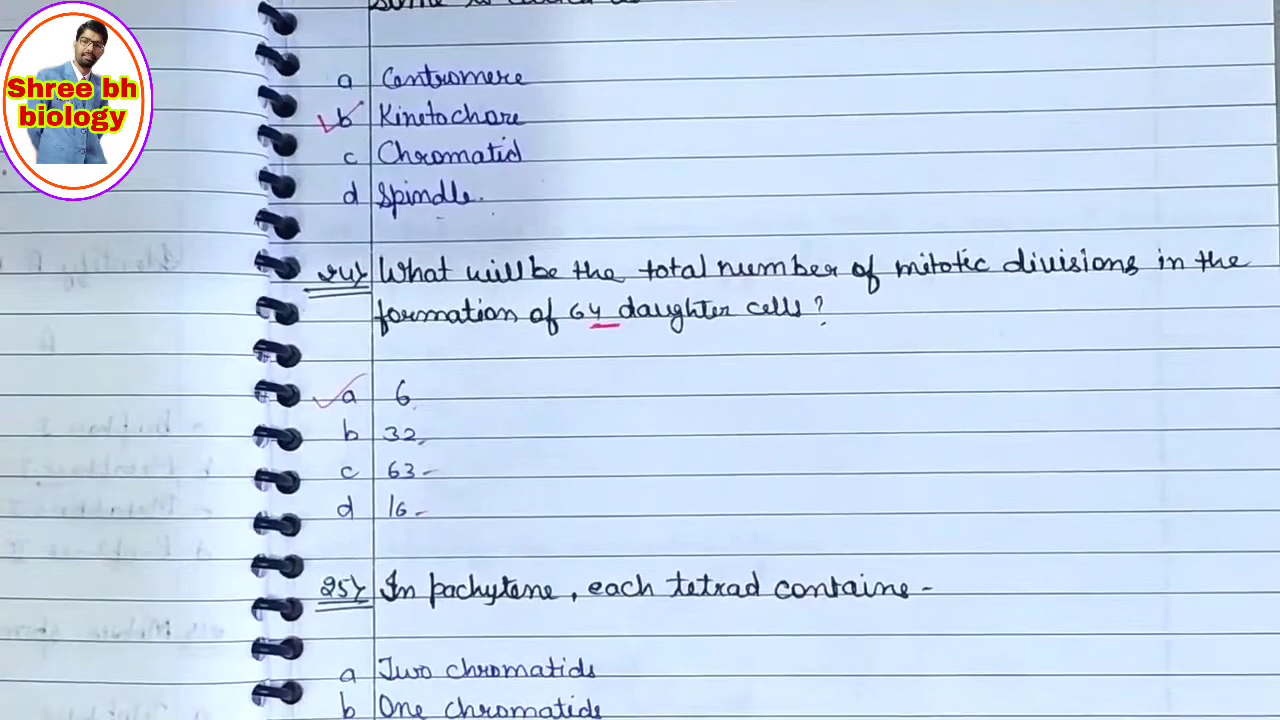 Shree bh
biology
a Centromere
b Kinetochore
c Chromatid
d Spindle.
24) What will be the total number of mitotic divisions in the
formation of 64 daughter cells?
a 6
b 32
c 63
d 16
25) In pachytene, each tetrad contains -
a Two chromatids
b One chromatids